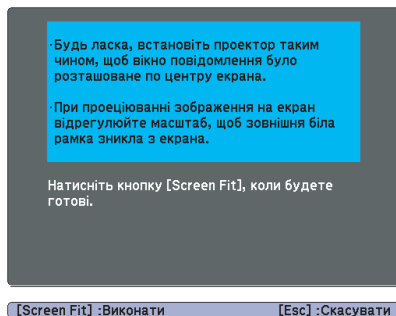 ·Будь ласка, встановіть проектор таким
чином, щоб вікно повідомлення було
розташоване по центру екрана.
·При проеціюванні зображення на екран
відрегулюйте масштаб, щоб зовнішня біла
рамка зникла з екрана.
Натисніть кнопку [Screen Fit], коли будете
готові.
[Screen Fit] :Виконати [Esc] :Скасувати